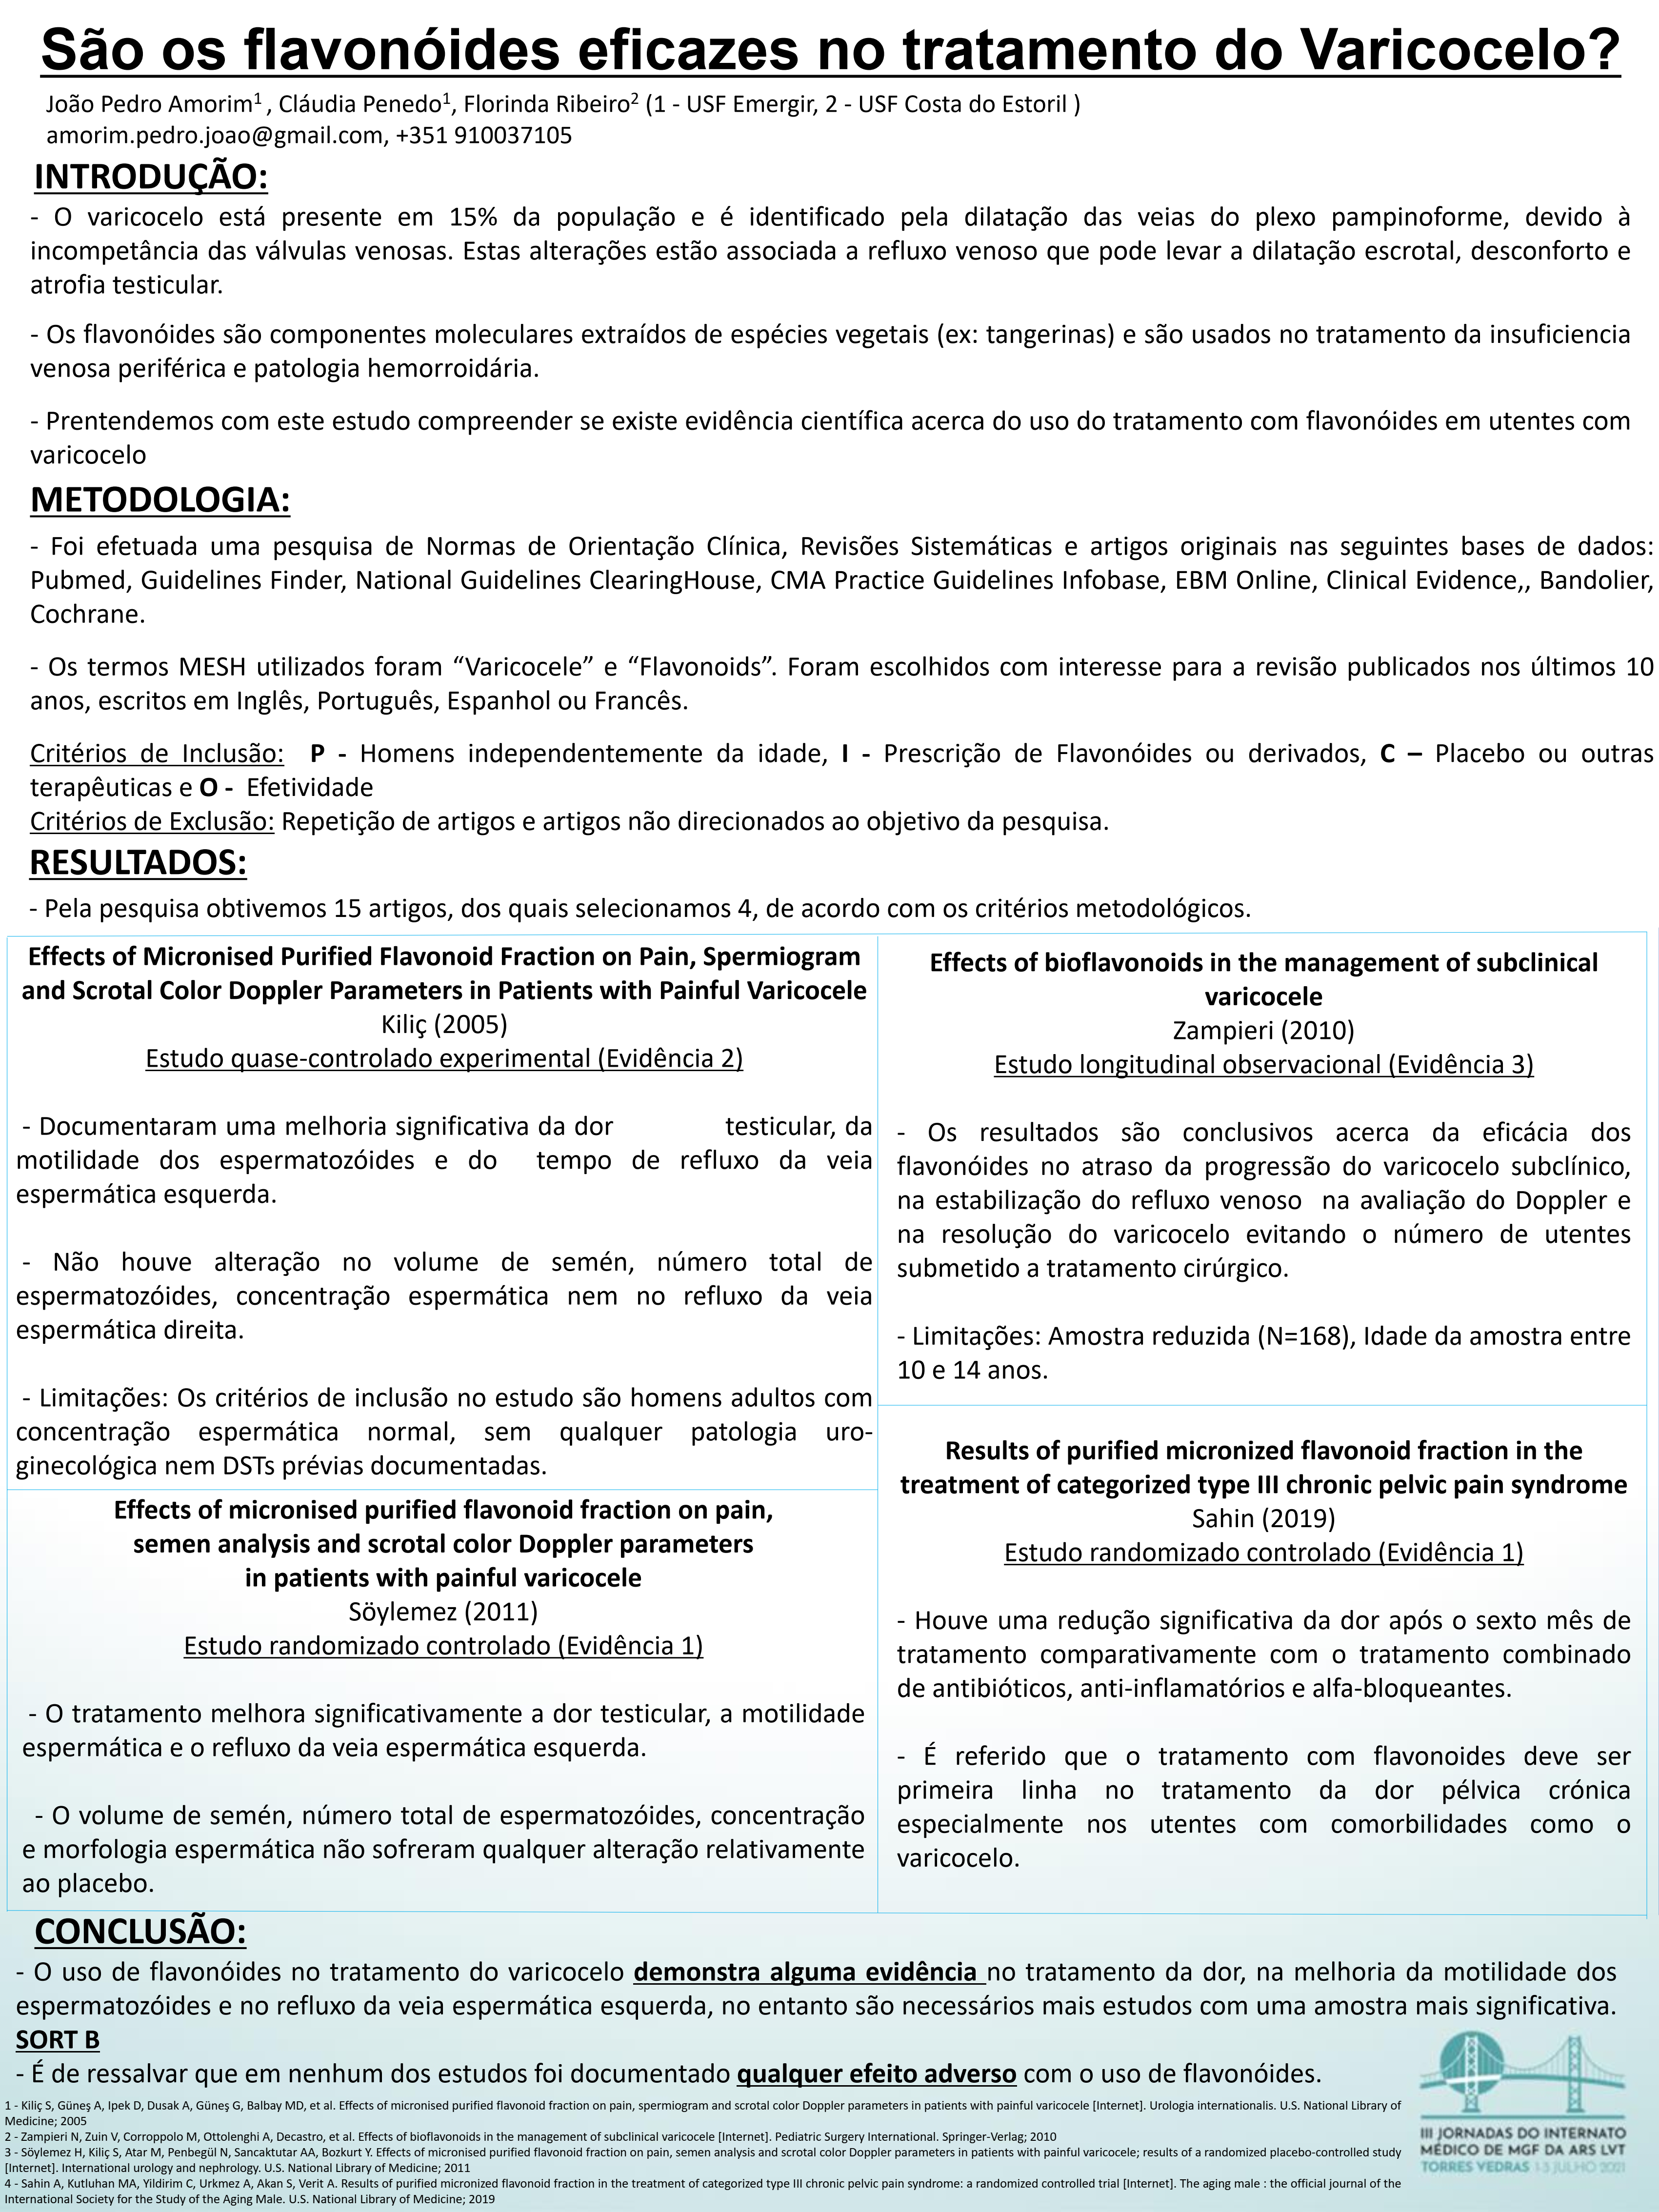 São os flavonóides eficazes no tratamento do Varicocelo?
João Pedro Amorim1 , Cláudia Penedo1, Florinda Ribeiro2 (1 - USF Emergir, 2 - USF Costa do Estoril )
amorim.pedro.joao@gmail.com, +351 910037105
INTRODUÇÃO:
- O varicocelo está presente em 15% da população e é identificado pela dilatação das veias do plexo pampinoforme, devido à
incompetância das válvulas venosas. Estas alterações estão associada a refluxo venoso que pode levar a dilatação escrotal, desconforto e
atrofia testicular.
- Os flavonóides são componentes moleculares extraídos de espécies vegetais (ex: tangerinas) e são usados no tratamento da insuficiencia
venosa periférica e patologia hemorroidária.
- Prentendemos com este estudo compreender se existe evidência científica acerca do uso do tratamento com flavonóides em utentes com
varicocelo
METODOLOGIA:
- Foi efetuada uma pesquisa de Normas de Orientação Clínica, Revisões Sistemáticas e artigos originais nas seguintes bases de dados:
Pubmed, Guidelines Finder, National Guidelines ClearingHouse, CMA Practice Guidelines Infobase, EBM Online, Clinical Evidence,, Bandolier,
Cochrane.
- Os termos MESH utilizados foram “Varicocele” e “Flavonoids”. Foram escolhidos com interesse para a revisão publicados nos últimos 10
anos, escritos em Inglês, Português, Espanhol ou Francês.
Critérios de Inclusão: P - Homens independentemente da idade, I - Prescrição de Flavonóides ou derivados, C – Placebo ou outras
terapêuticas e O - Efetividade
Critérios de Exclusão: Repetição de artigos e artigos não direcionados ao objetivo da pesquisa.
RESULTADOS:
- Pela pesquisa obtivemos 15 artigos, dos quais selecionamos 4, de acordo com os critérios metodológicos.
Effects of Micronised Purified Flavonoid Fraction on Pain, Spermiogram
and Scrotal Color Doppler Parameters in Patients with Painful Varicocele
Kiliç (2005)
Estudo quase-controlado experimental (Evidência 2)
- Documentaram uma melhoria significativa da dor testicular, da
motilidade dos espermatozóides e do tempo de refluxo da veia
espermática esquerda.
- Não houve alteração no volume de semén, número total de
espermatozóides, concentração espermática nem no refluxo da veia
espermática direita.
- Limitações: Os critérios de inclusão no estudo são homens adultos com
concentração espermática normal, sem qualquer patologia uro-
ginecológica nem DSTs prévias documentadas.
Effects of micronised purified flavonoid fraction on pain,
semen analysis and scrotal color Doppler parameters
in patients with painful varicocele
Söylemez (2011)
Estudo randomizado controlado (Evidência 1)
- O tratamento melhora significativamente a dor testicular, a motilidade
espermática e o refluxo da veia espermática esquerda.
- O volume de semén, número total de espermatozóides, concentração
e morfologia espermática não sofreram qualquer alteração relativamente
ao placebo.
Effects of bioflavonoids in the management of subclinical
varicocele
Zampieri (2010)
Estudo longitudinal observacional (Evidência 3)
- Os resultados são conclusivos acerca da eficácia dos
flavonóides no atraso da progressão do varicocelo subclínico,
na estabilização do refluxo venoso na avaliação do Doppler e
na resolução do varicocelo evitando o número de utentes
submetido a tratamento cirúrgico.
- Limitações: Amostra reduzida (N=168), Idade da amostra entre
10 e 14 anos.
Results of purified micronized flavonoid fraction in the
treatment of categorized type III chronic pelvic pain syndrome
Sahin (2019)
Estudo randomizado controlado (Evidência 1)
- Houve uma redução significativa da dor após o sexto mês de
tratamento comparativamente com o tratamento combinado
de antibióticos, anti-inflamatórios e alfa-bloqueantes.
- É referido que o tratamento com flavonoides deve ser
primeira linha no tratamento da dor pélvica crónica
especialmente nos utentes com comorbilidades como o
varicocelo.
CONCLUSÃO:
- O uso de flavonóides no tratamento do varicocelo demonstra alguma evidência no tratamento da dor, na melhoria da motilidade dos
espermatozóides e no refluxo da veia espermática esquerda, no entanto são necessários mais estudos com uma amostra mais significativa.
SORT B
- É de ressalvar que em nenhum dos estudos foi documentado qualquer efeito adverso com o uso de flavonóides.
1 - Kiliç S, Güneş A, Ipek D, Dusak A, Güneş G, Balbay MD, et al. Effects of micronised purified flavonoid fraction on pain, spermiogram and scrotal color Doppler parameters in patients with painful varicocele [Internet]. Urologia internationalis. U.S. National Library of
Medicine; 2005
2 - Zampieri N, Zuin V, Corroppolo M, Ottolenghi A, Decastro, et al. Effects of bioflavonoids in the management of subclinical varicocele [Internet]. Pediatric Surgery International. Springer-Verlag; 2010
3 - Söylemez H, Kiliç S, Atar M, Penbegül N, Sancaktutar AA, Bozkurt Y. Effects of micronised purified flavonoid fraction on pain, semen analysis and scrotal color Doppler parameters in patients with painful varicocele; results of a randomized placebo-controlled study
[Internet]. International urology and nephrology. U.S. National Library of Medicine; 2011
4 - Sahin A, Kutluhan MA, Yildirim C, Urkmez A, Akan S, Verit A. Results of purified micronized flavonoid fraction in the treatment of categorized type III chronic pelvic pain syndrome: a randomized controlled trial [Internet]. The aging male : the official journal of the
International Society for the Study of the Aging Male. U.S. National Library of Medicine; 2019
III JORNADAS DO INTERNATO
MÉDICO DE MGF DA ARS LVT
TORRES VEDRAS 1-3 JULHO 2021